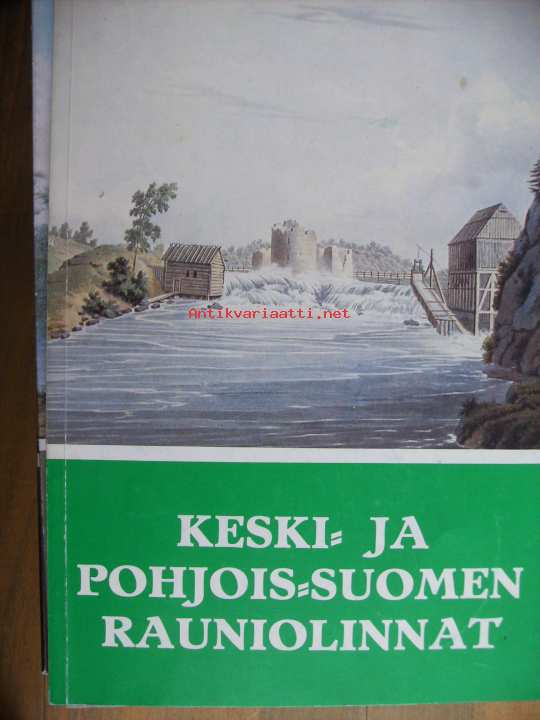 Antikvariaatti.net
KESKI- JA
POHJOIS-SUOMEN
RAUNIOLINNAT